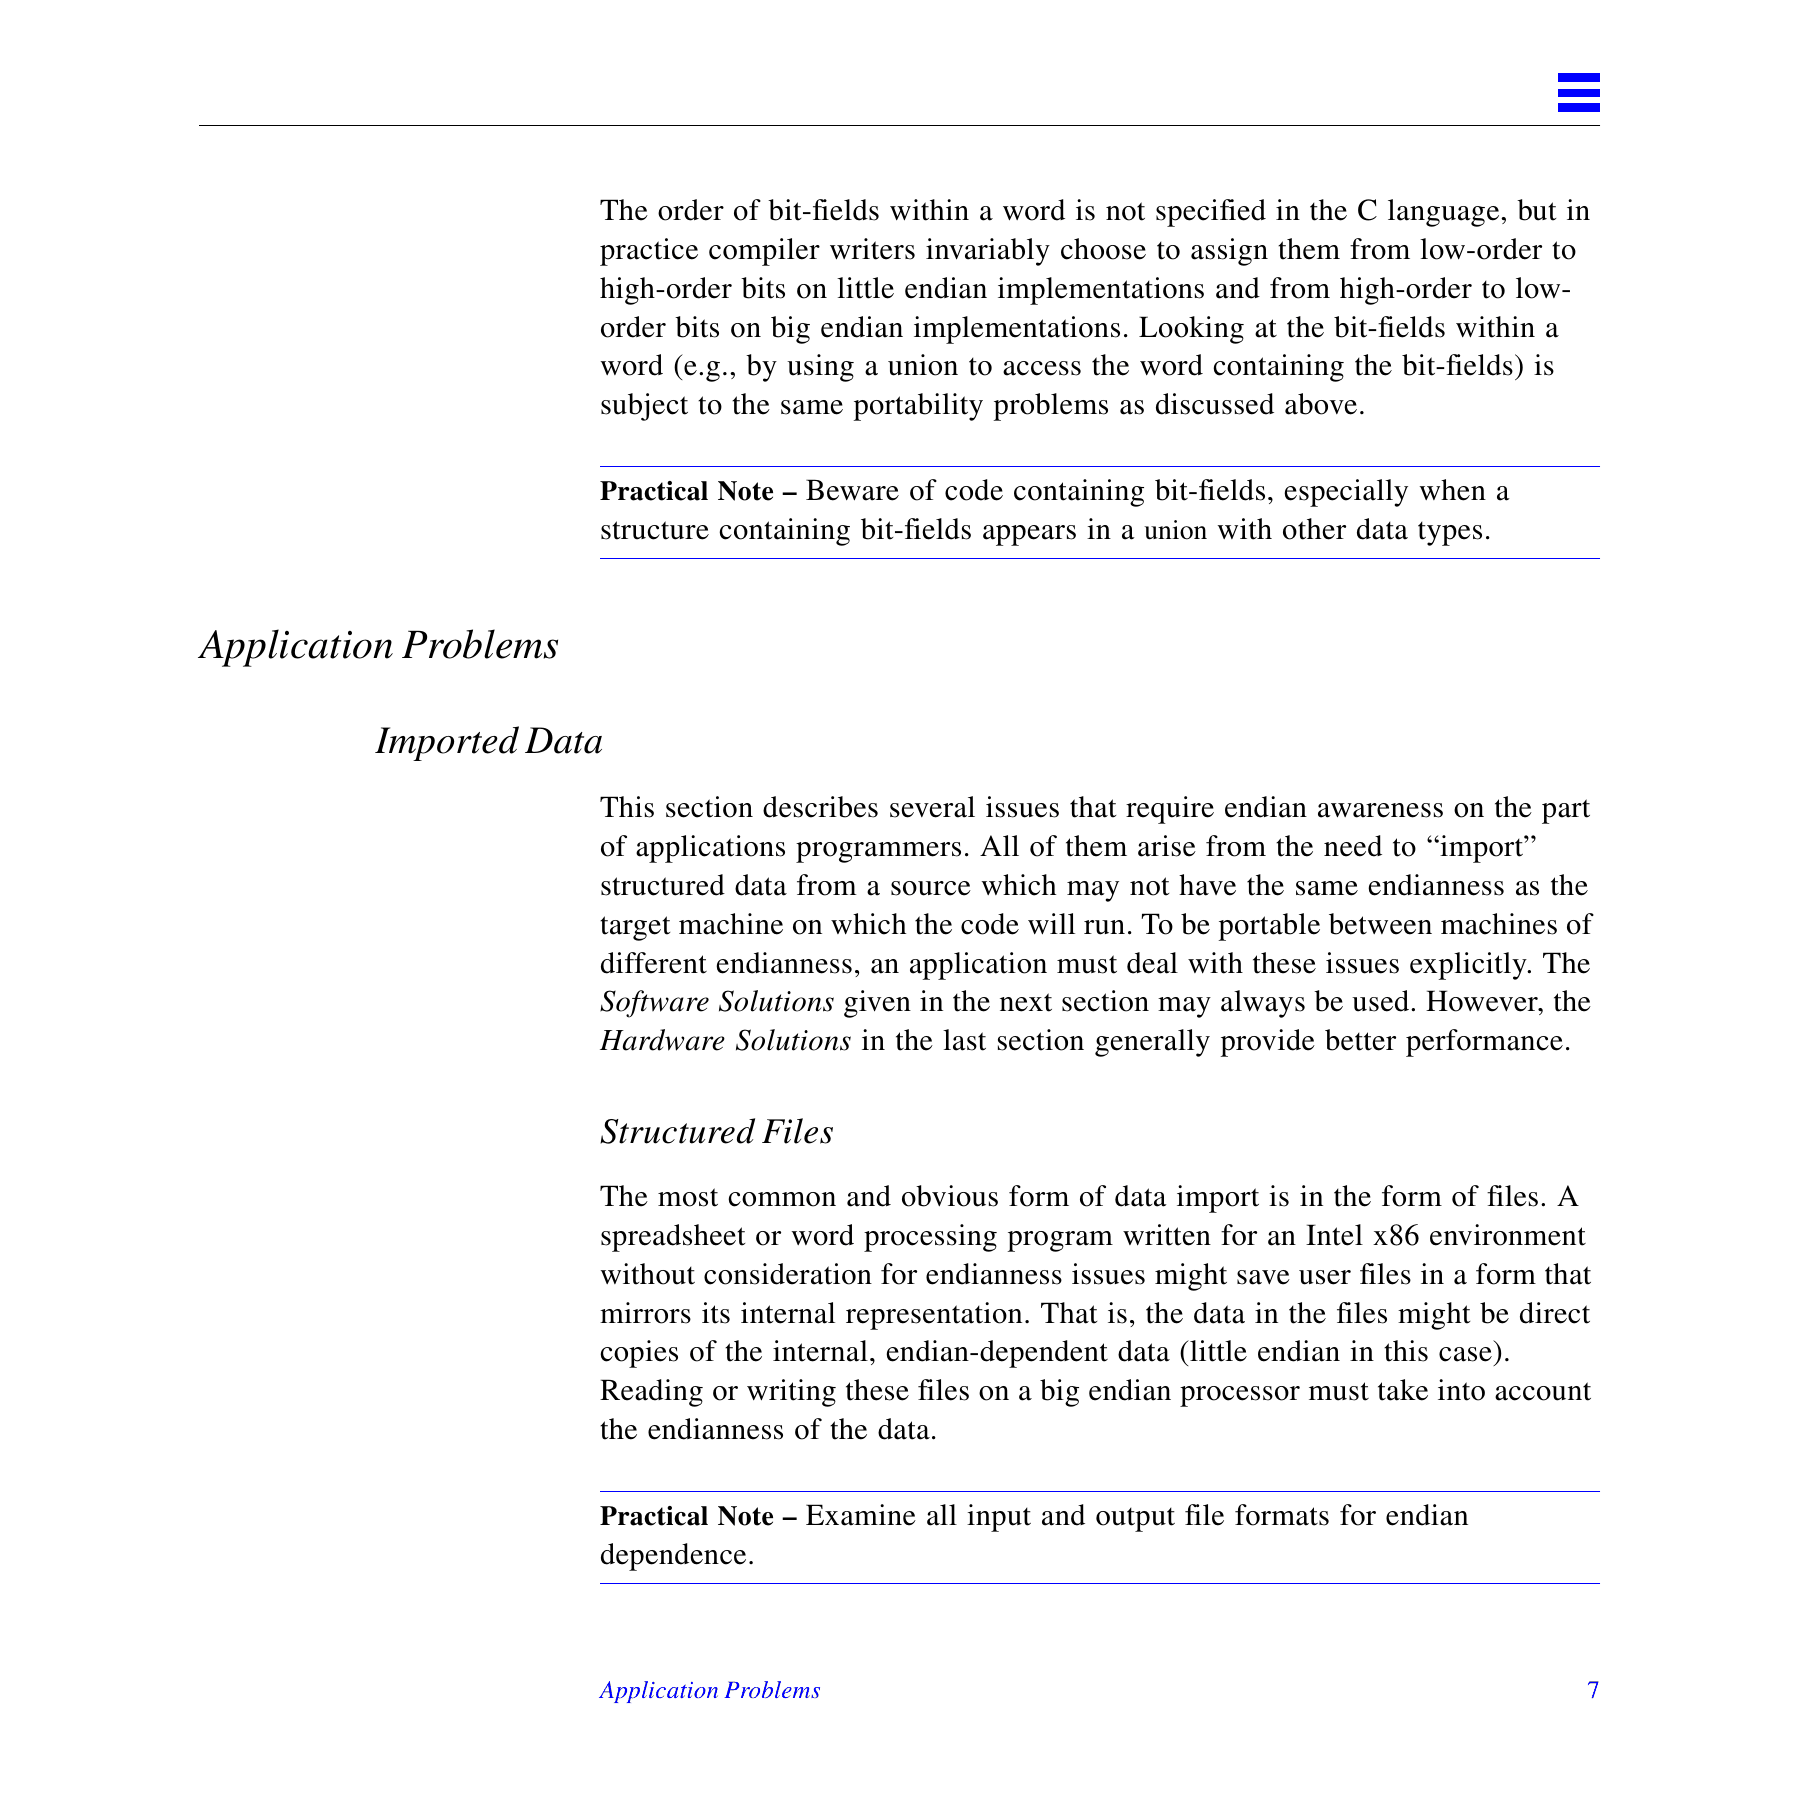 The order of bit-fields within a word is not specified in the C language, but in
practice compiler writers invariably choose to assign them from low-order to
high-order bits on little endian implementations and from high-order to low-
order bits on big endian implementations. Looking at the bit-fields within a
word (e.g., by using a union to access the word containing the bit-fields) is
subject to the same portability problems as discussed above.
Practical Note – Beware of code containing bit-fields, especially when a
structure containing bit-fields appears in a union with other data types.
Application Problems
Imported Data
This section describes several issues that require endian awareness on the part
of applications programmers. All of them arise from the need to “import”
structured data from a source which may not have the same endianness as the
target machine on which the code will run. To be portable between machines of
different endianness, an application must deal with these issues explicitly. The
Software Solutions given in the next section may always be used. However, the
Hardware Solutions in the last section generally provide better performance.
Structured Files
The most common and obvious form of data import is in the form of files. A
spreadsheet or word processing program written for an Intel x86 environment
without consideration for endianness issues might save user files in a form that
mirrors its internal representation. That is, the data in the files might be direct
copies of the internal, endian-dependent data (little endian in this case).
Reading or writing these files on a big endian processor must take into account
the endianness of the data.
Practical Note – Examine all input and output file formats for endian
dependence.
Application Problems 7